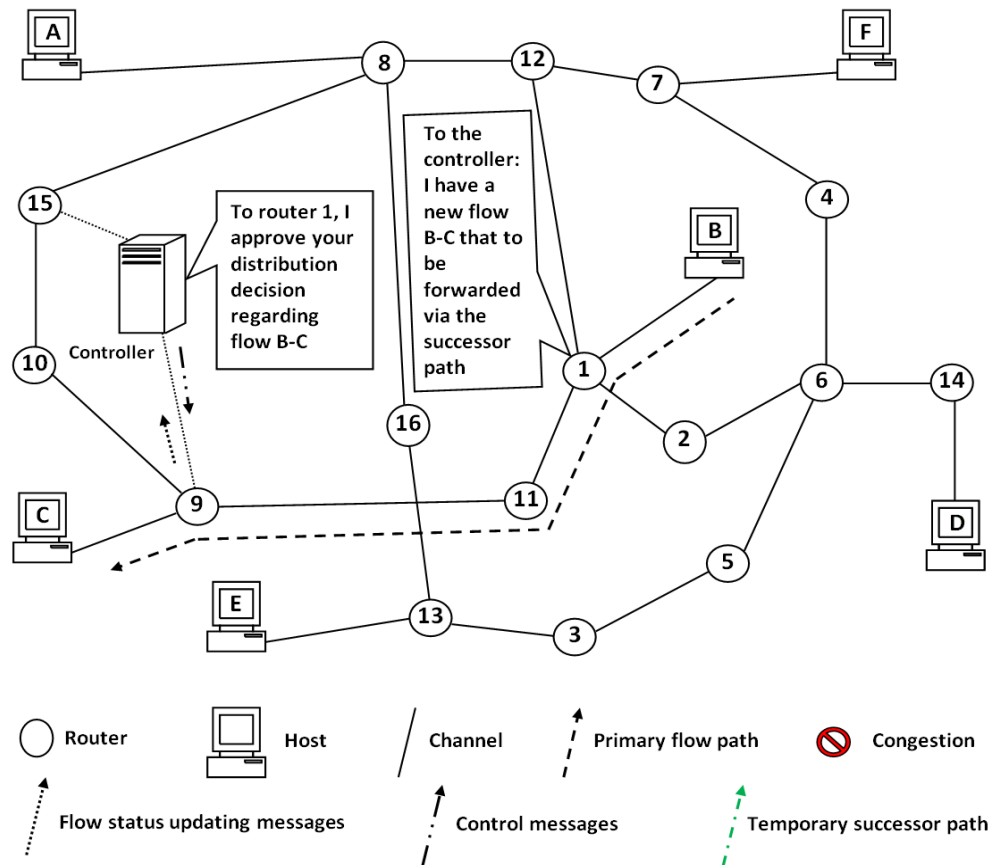 A
F
8
12
7
To the
controller:
I have a
new flow
B-C that to
be
forwarded
via the
successor
path
15
4
To router 1, I
approve your
distribution
decision
regarding
flow B-C
B
Controller
10
1
6
14
16
2
9
11
C
D
5
E
13
3
Router
Host
Channel
Primary flow path
Congestion
Flow status updating messages
Control messages
Temporary successor path